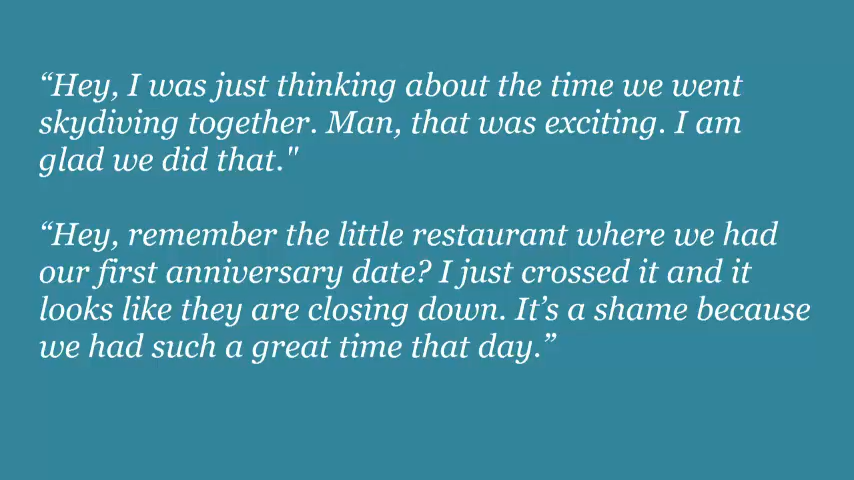 “Hey, I was just thinking about the time we went
skydiving together. Man, that was exciting. I am
glad we did that."
“Hey, remember the little restaurant where we had
our first anniversary date? I just crossed it and it
looks like they are closing down. It’s a shame because
we had such a great time that day.”